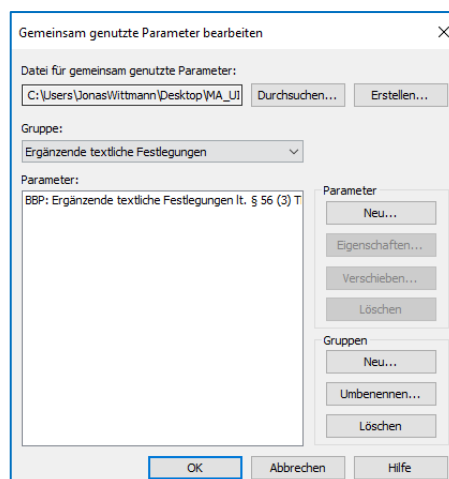 Gemeinsam genutzte Parameter bearbeiten
Datei für gemeinsam genutzte Parameter:
C:\Users\JonasWittmann\Desktop\MA_UI Durchsuchen... Erstellen...
Gruppe:
Ergänzende textliche Festlegungen
Parameter:
BBP: Ergänzende textliche Festlegungen lt. § 56 (3) T
Parameter
Neu...
Eigenschaften...
Verschieben...
Löschen
Gruppen
Neu...
Umbenennen...
Löschen
OK Abbrechen Hilfe